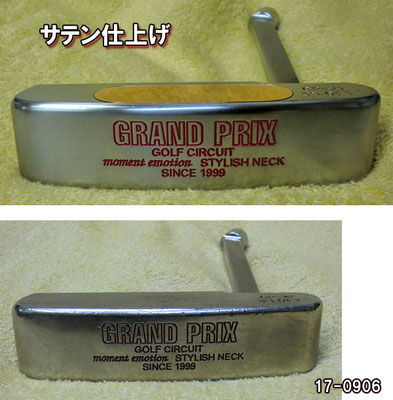 サテン仕上げ
GRAND PRIX
GOLF CIRCUIT
moment emotion STYLISH NECK
SINCE 1999
GRAND PRIX
GOLF CIRCUIT
moment emotion STYLISH NECK
SINCE 1999
17-0906